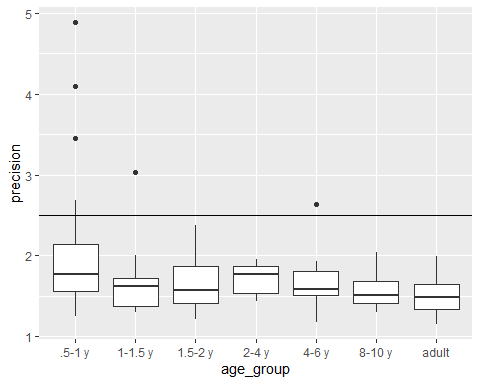 5
4
3
2
1
precision
.5-1 y
1-1.5 y
1.5-2 y
2-4 y
4-6 y
8-10 y
adult
age_group